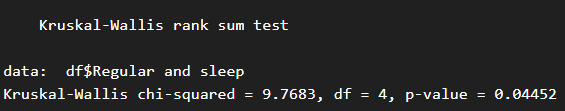 Kruskal-Wallis rank sum test
data:  df$Regular and sleep
Kruskal-Wallis chi-squared = 9.7683, df = 4, p-value = 0.04452